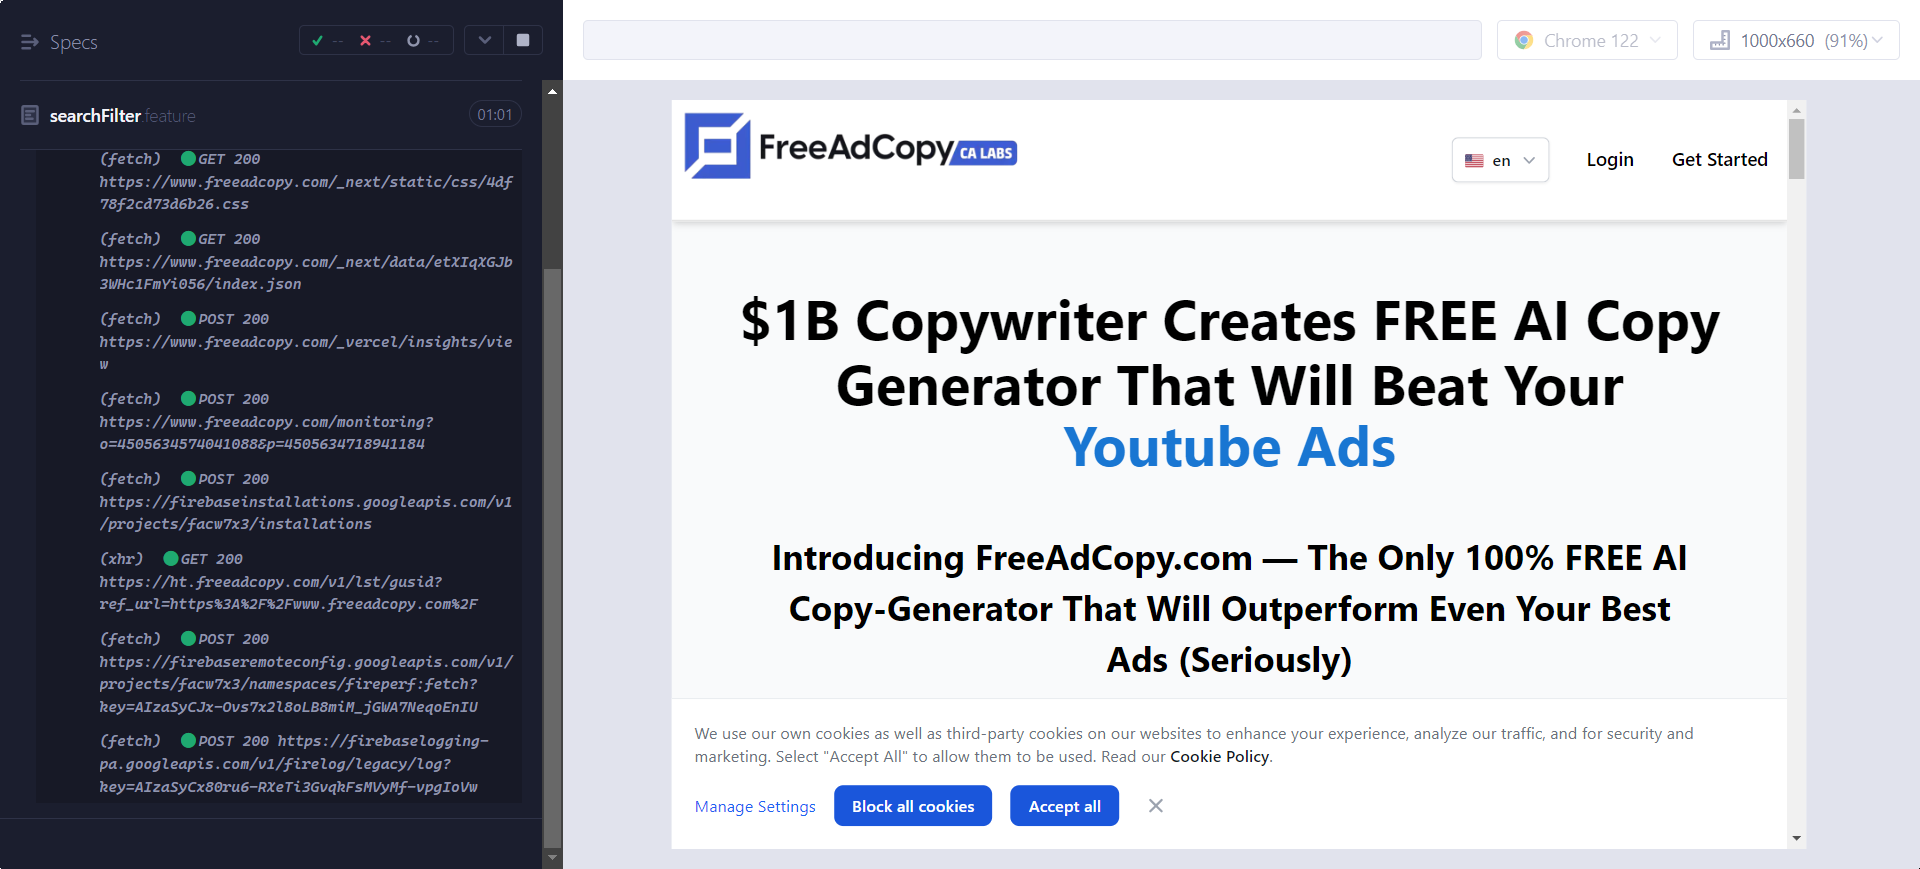 Specs
--
--
--
Chrome 122
1000x660 (91%)
searchFilter.feature
01:01
(fetch) GET 200
https://www.freeadcopy.com/_next/static/css/4df
78f2cd73d6b26.css
(fetch) GET 200
https://www.freeadcopy.com/_next/data/etXIqXGJb
3WHc1FmYi056/index.json
(fetch) POST 200
https://www.freeadcopy.com/_vercel/insights/vie
w
(fetch) POST 200
https://www.freeadcopy.com/monitoring?
o=4505634574041088&p=4505634718941184
(fetch) POST 200
https://firebaseinstallations.googleapis.com/v1
/projects/facw7x3/installations
(xhr) GET 200
https://ht.freeadcopy.com/v1/lst/gusid?
ref_url=https%3A%2F%2Fwww.freeadcopy.com%2F
(fetch) POST 200
https://firebaseremoteconfig.googleapis.com/v1/
projects/facw7x3/namespaces/fireperf:fetch?
key=AIzaSyCJx-Ovs7x2l8oLB8miM_jGWA7NeqoEnIU
(fetch) POST 200 https://firebaselogging-
pa.googleapis.com/v1/firelog/legacy/log?
key=AIzaSyCx80ru6-RXeTi3GvqkFsMVyMf-vpgIoVw
FreeAdCopy CA LABS
en
Login
Get Started
$1B Copywriter Creates FREE AI Copy
Generator That Will Beat Your
Youtube Ads
Introducing FreeAdCopy.com — The Only 100% FREE AI
Copy-Generator That Will Outperform Even Your Best
Ads (Seriously)
We use our own cookies as well as third-party cookies on our websites to enhance your experience, analyze our traffic, and for security and
marketing. Select "Accept All" to allow them to be used. Read our Cookie Policy.
Manage Settings
Block all cookies
Accept all